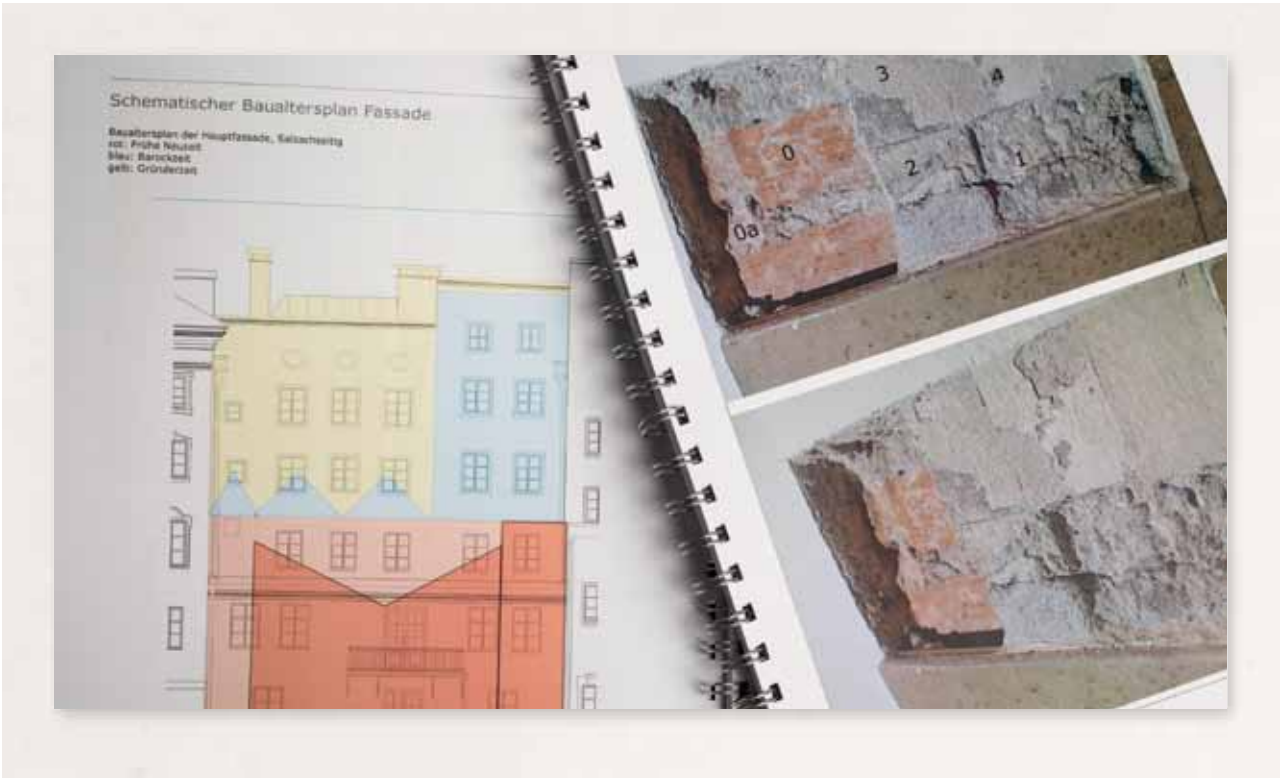 Schematischer Baualtersplan Fassade
Baualtersplan der Hauptfassade, Salzachseitig
rot: Frühe Neuzeit
blau: Barockzeit
gelb: Gründerzeit
3
4
0
2
1
0a